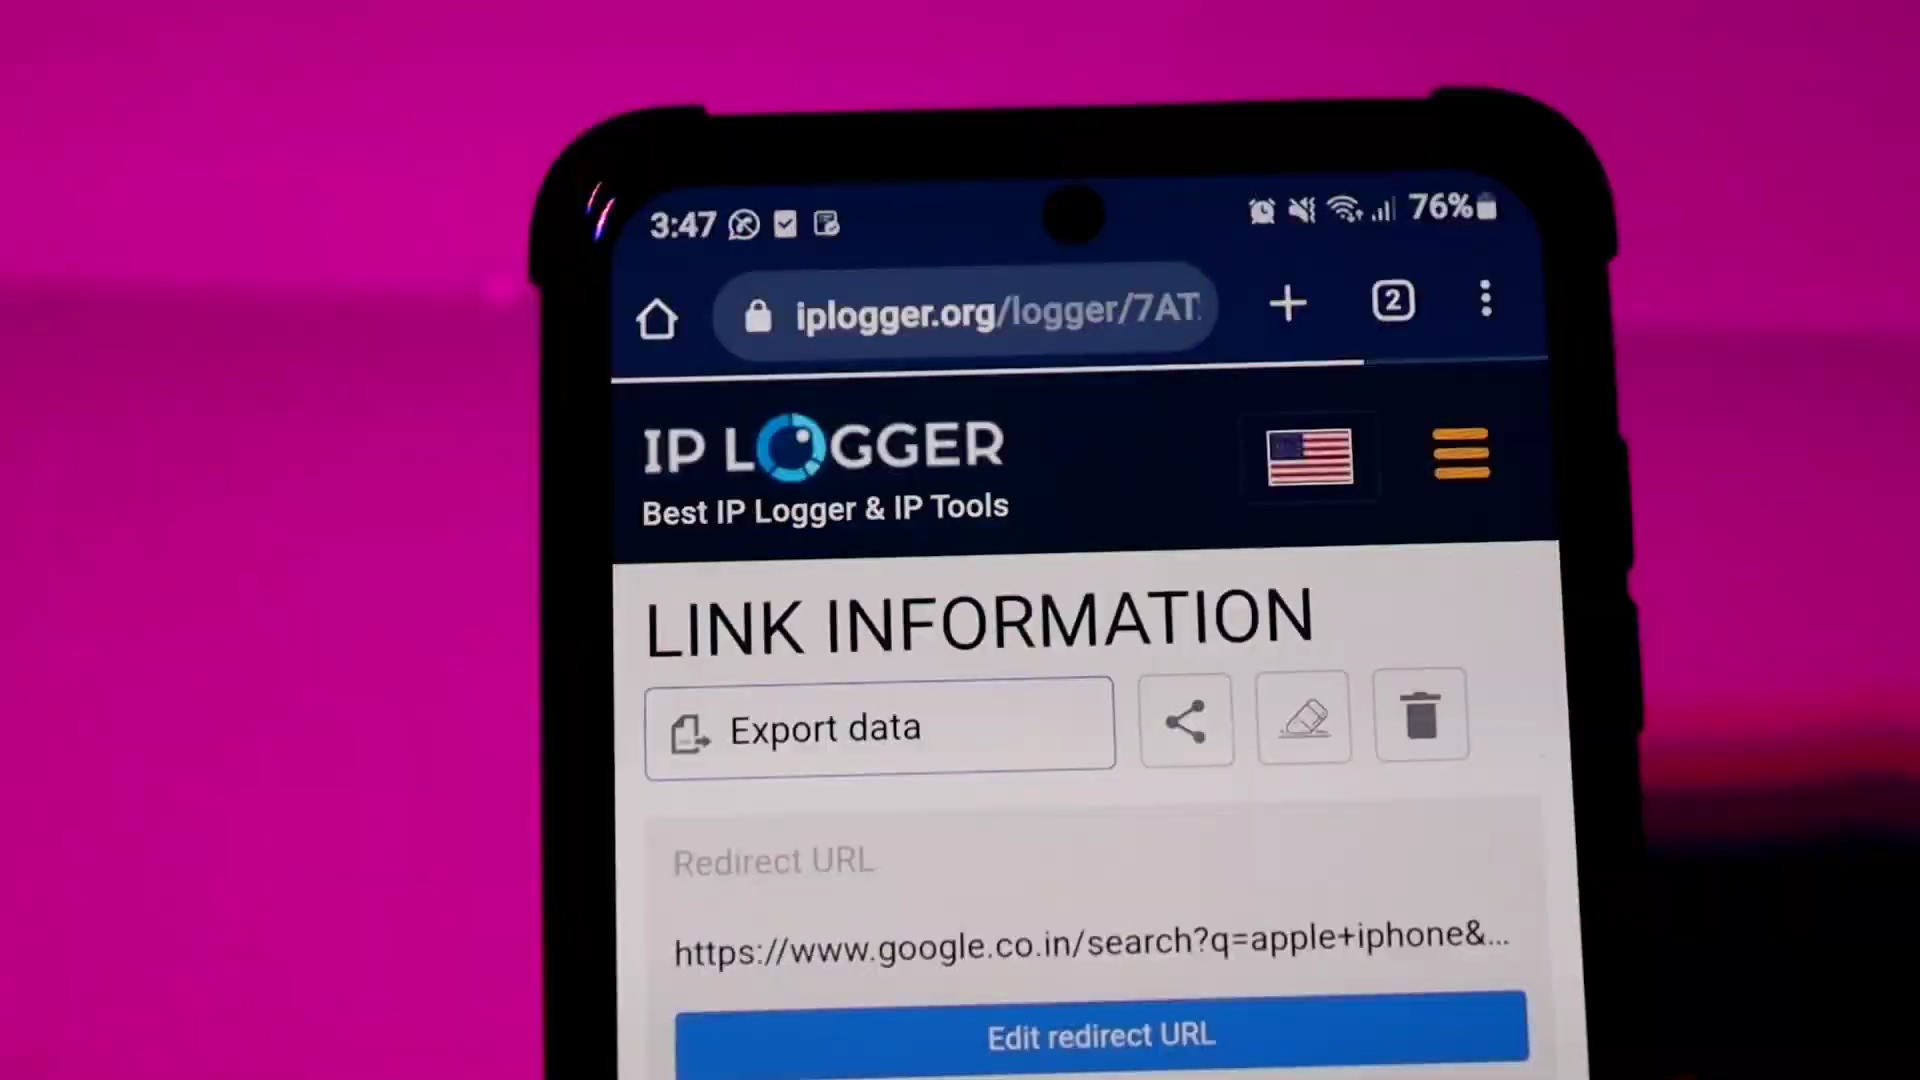 3:47 76%
iplogger.org/logger/7AT
2
IP LOGGER
Best IP Logger & IP Tools
LINK INFORMATION
Export data
Redirect URL
https://www.google.co.in/search?q=apple+iphone&...
Edit redirect URL